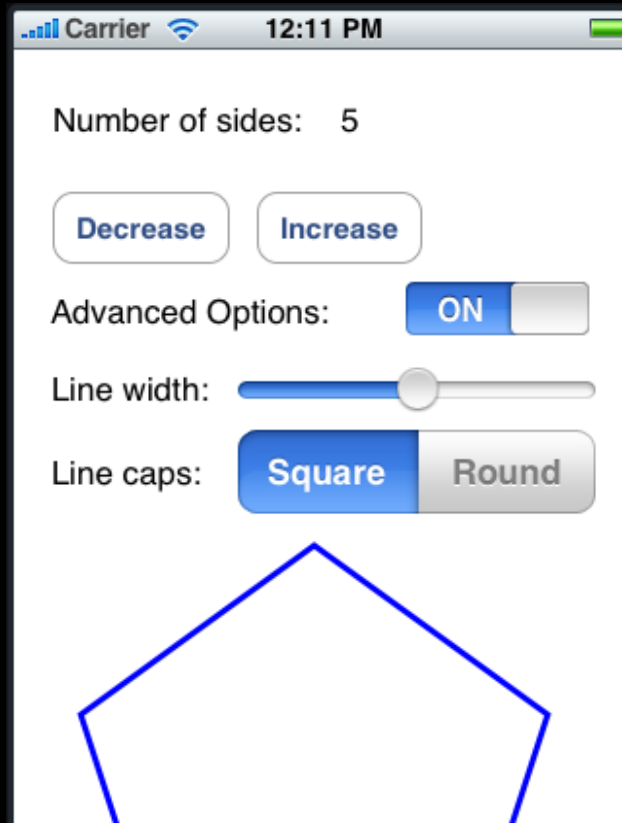 Carrier 12:11 PM
Number of sides: 5
Decrease Increase
Advanced Options: ON
Line width:
Line caps: Square Round